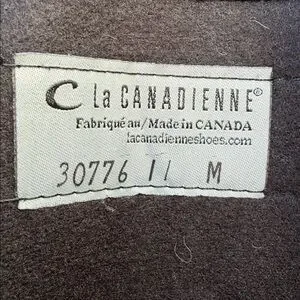 C La CANADIENNE®
Fabriqué au/Made in CANADA
lacanadienneshoes.com
30776 11 M